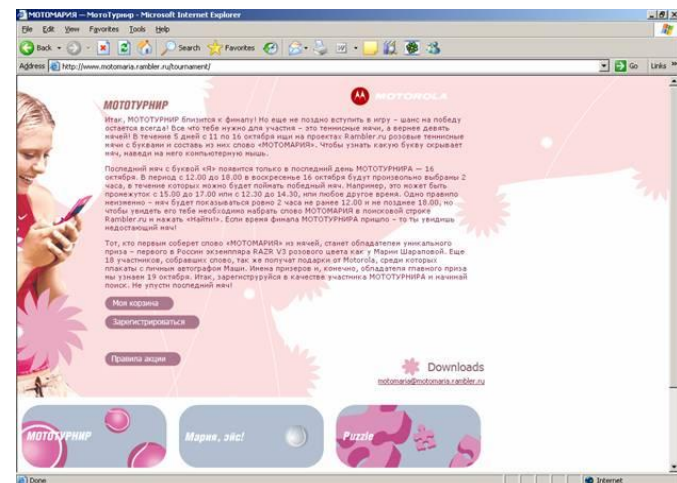 МОТОМАРИЯ — МотоТурнир - Microsoft Internet Explorer
File Edit View Favorites Tools Help
Back Search Favorites
Address http://www.motomaria.rambler.ru/tournament/ Go Links »
МОТОТУРНИР
MOTOROLA
Итак, МОТОТУРНИР близится к финалу! Но еще не поздно вступить в игру – шанс на победу
остается всегда! Все что тебе нужно для участия – это теннисные мячи, а вернее девять
мячей! В течение 5 дней с 11 по 16 октября ищи на проектах Rambler.ru розовые теннисные
мячи с буквами и составь из них слово «МОТОМАРИЯ». Чтобы узнать какую букву скрывает
мяч, наведи на него компьютерную мышь.
Последний мяч с буквой «Я» появится только в последний день МОТОТУРНИРА — 16
октября. В период с 12.00 до 18.00 в воскресенье 16 октября будут произвольно выбраны 2
часа, в течение которых можно будет поймать победный мяч. Например, это может быть
промежуток с 15.00 до 17.00 или с 12.30 до 14.30, или любое другое время. Одно правило
неизменно – мяч будет показываться ровно 2 часа не ранее 12.00 и не позднее 18.00, но
чтобы увидеть его тебе необходимо набрать слово МОТОМАРИЯ в поисковой строке
Rambler.ru и нажать «Найти!». Если время финала МОТОТУРНИРА пришло – то ты увидишь
недостающий мяч!
Тот, кто первым соберет слово «МОТОМАРИЯ» из мячей, станет обладателем уникального
приза – первого в России экземпляра RAZR V3 розового цвета как у Марии Шараповой. Еще
18 участников, собравших слово, так же получат подарки от Motorola, среди которых
плакаты с личным автографом Маши. Имена призеров и, конечно, обладателя главного приза
мы узнаем 19 октября. Итак, зарегистрируйся в качестве участника МОТОТУРНИРА и начинай
поиск. Не упусти последний мяч!
Моя корзина
Зарегистрироваться
Правила акции
Downloads
motomaria@motomaria.rambler.ru
МОТОТУРНИР
Мария, эйс!
Puzzle
Done Internet